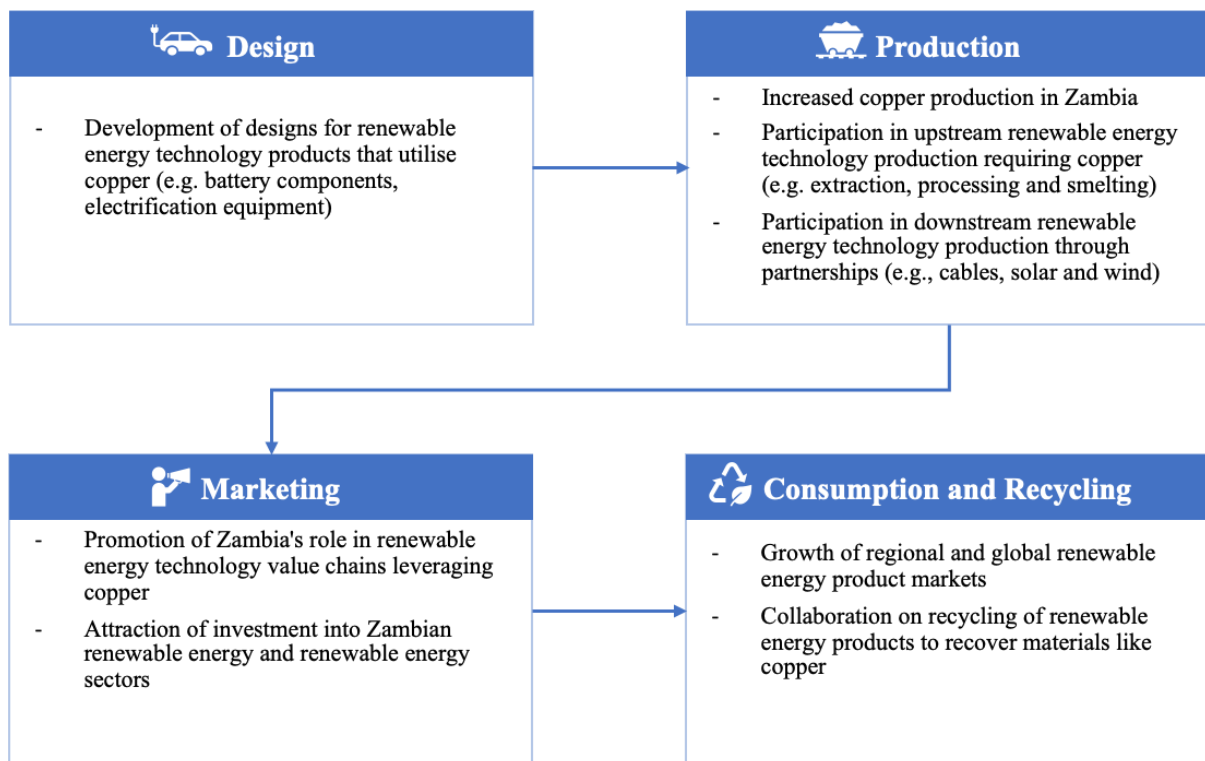 Design
- Development of designs for renewable
energy technology products that utilise
copper (e.g. battery components,
electrification equipment)
Production
- Increased copper production in Zambia
- Participation in upstream renewable energy
technology production requiring copper
(e.g. extraction, processing and smelting)
- Participation in downstream renewable
energy technology production through
partnerships (e.g., cables, solar and wind)
Marketing
- Promotion of Zambia's role in renewable
energy technology value chains leveraging
copper
- Attraction of investment into Zambian
renewable energy and renewable energy
sectors
Consumption and Recycling
- Growth of regional and global renewable
energy product markets
- Collaboration on recycling of renewable
energy products to recover materials like
copper